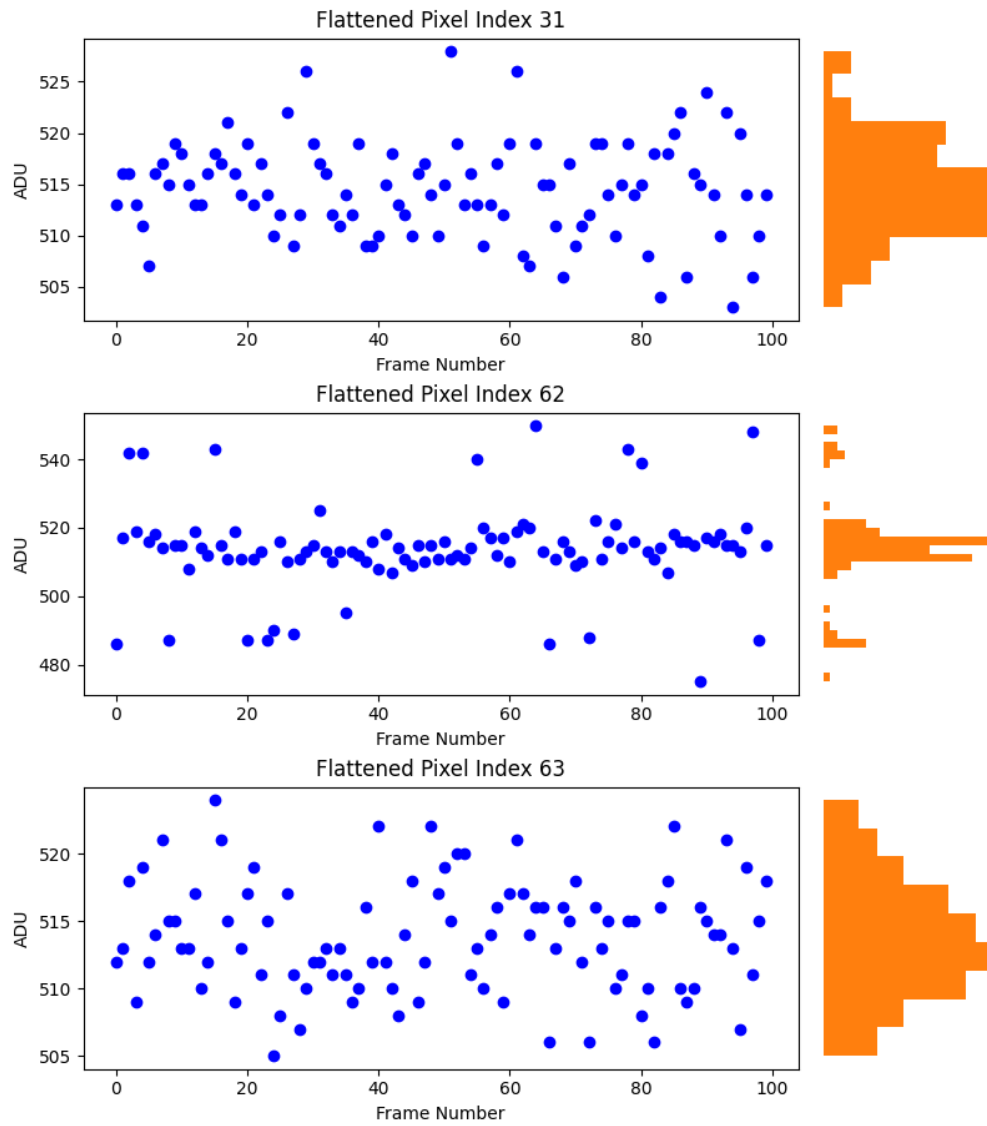 Flattened Pixel Index 31
525
520
515
510
505
ADU
0 20 40 60 80 100
Frame Number
Flattened Pixel Index 62
540
520
500
480
ADU
0 20 40 60 80 100
Frame Number
Flattened Pixel Index 63
520
515
510
505
ADU
0 20 40 60 80 100
Frame Number